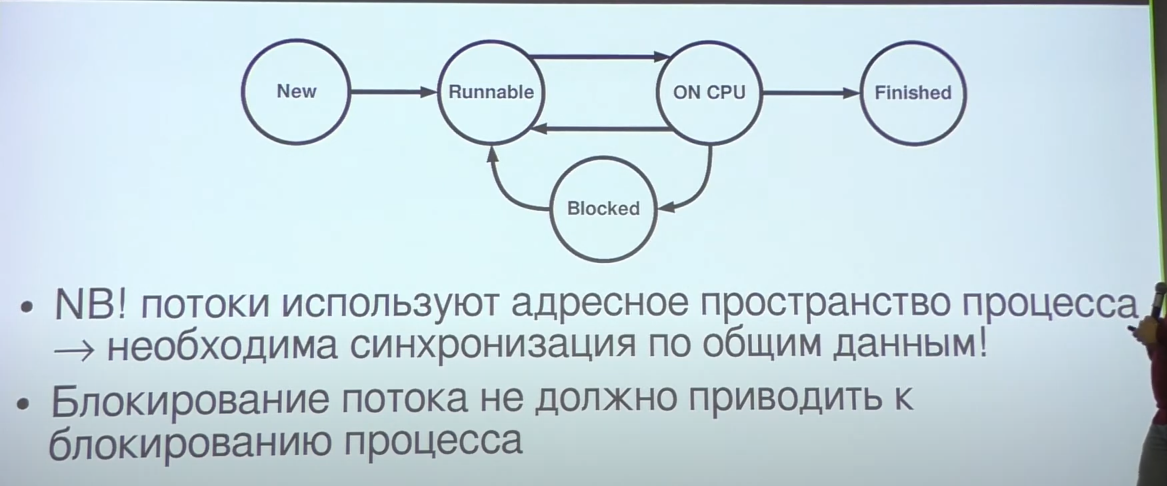 New
Runnable
ON CPU
Finished
Blocked
• NB! потоки используют адресное пространство процесса
→ необходима синхронизация по общим данным!
• Блокирование потока не должно приводить к
блокированию процесса